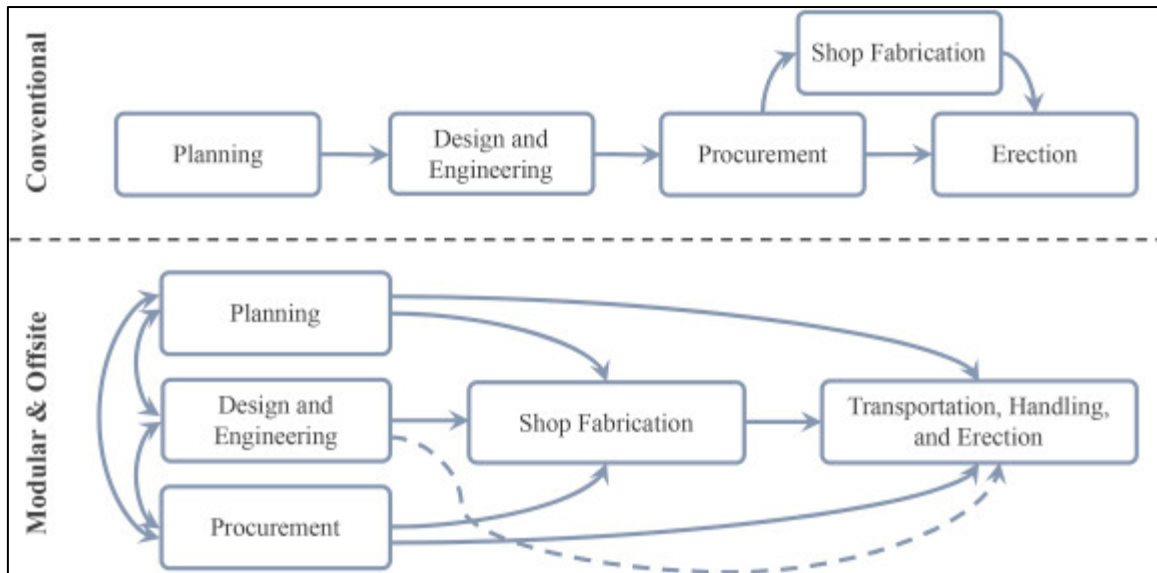 Conventional
Shop Fabrication
Planning
Design and
Engineering
Procurement
Erection
Modular & Offsite
Planning
Design and
Engineering
Shop Fabrication
Transportation, Handling,
and Erection
Procurement